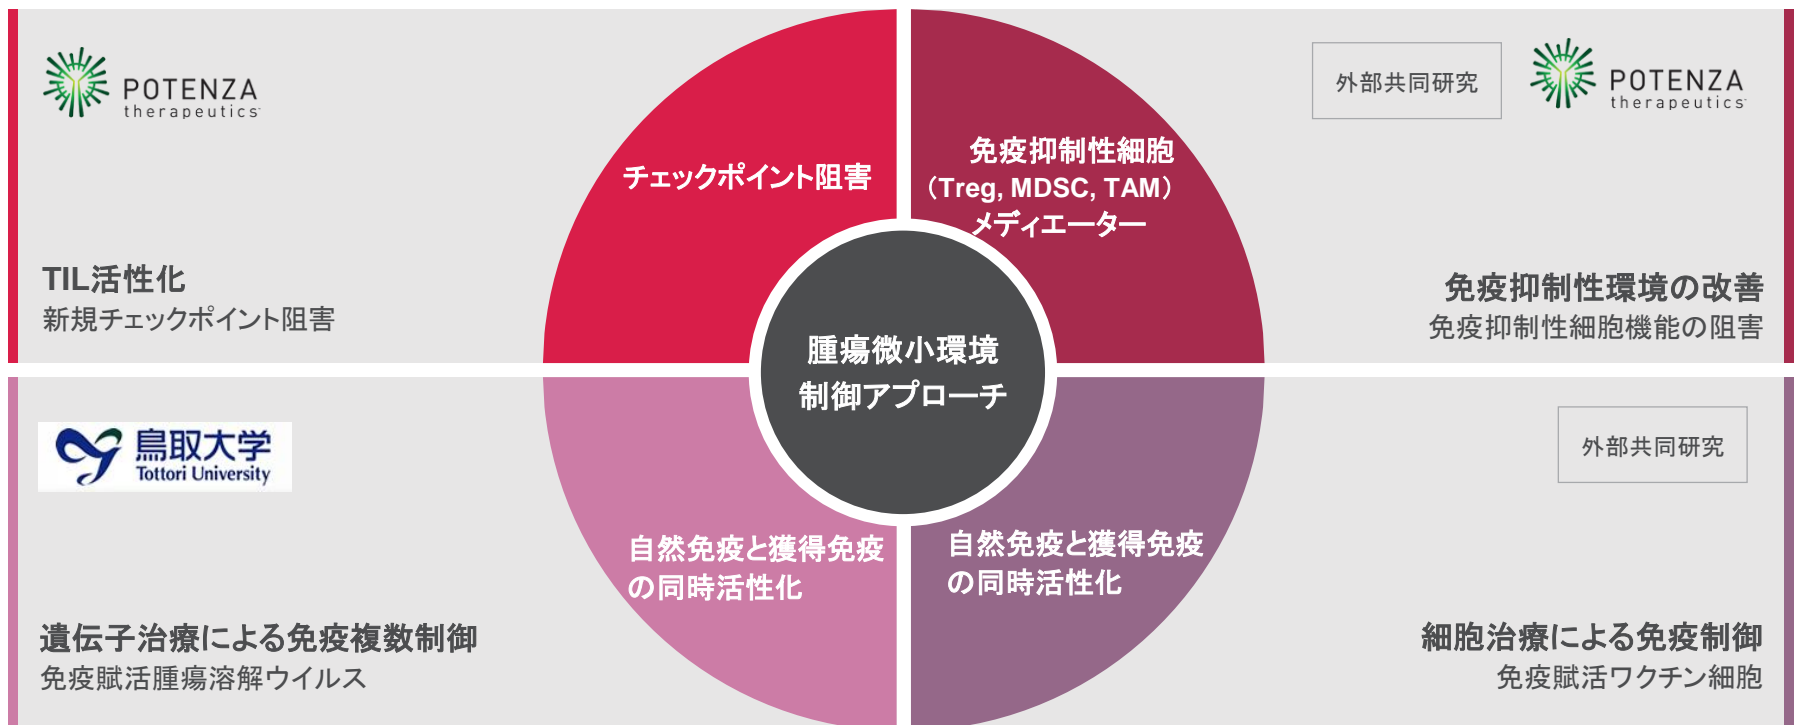 POTENZA
therapeutics
チェックポイント阻害
TIL活性化
新規チェックポイント阻害
外部共同研究
POTENZA
therapeutics
免疫抑制性細胞
（Treg, MDSC, TAM）
メディエーター
免疫抑制性環境の改善
免疫抑制性細胞機能の阻害
腫瘍微小環境
制御アプローチ
鳥取大学
Tottori University
自然免疫と獲得免疫
の同時活性化
遺伝子治療による免疫複数制御
免疫賦活腫瘍溶解ウイルス
外部共同研究
自然免疫と獲得免疫
の同時活性化
細胞治療による免疫制御
免疫賦活ワクチン細胞